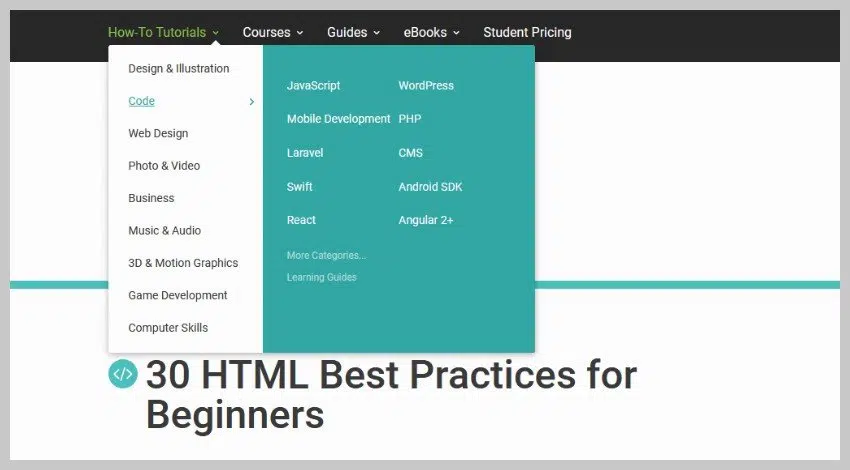 How-To Tutorials Courses Guides eBooks Student Pricing
Design & Illustration
Code
Web Design
Photo & Video
Business
Music & Audio
3D & Motion Graphics
Game Development
Computer Skills
JavaScript WordPress
Mobile Development PHP
Laravel CMS
Swift Android SDK
React Angular 2+
More Categories...
Learning Guides
30 HTML Best Practices for
Beginners